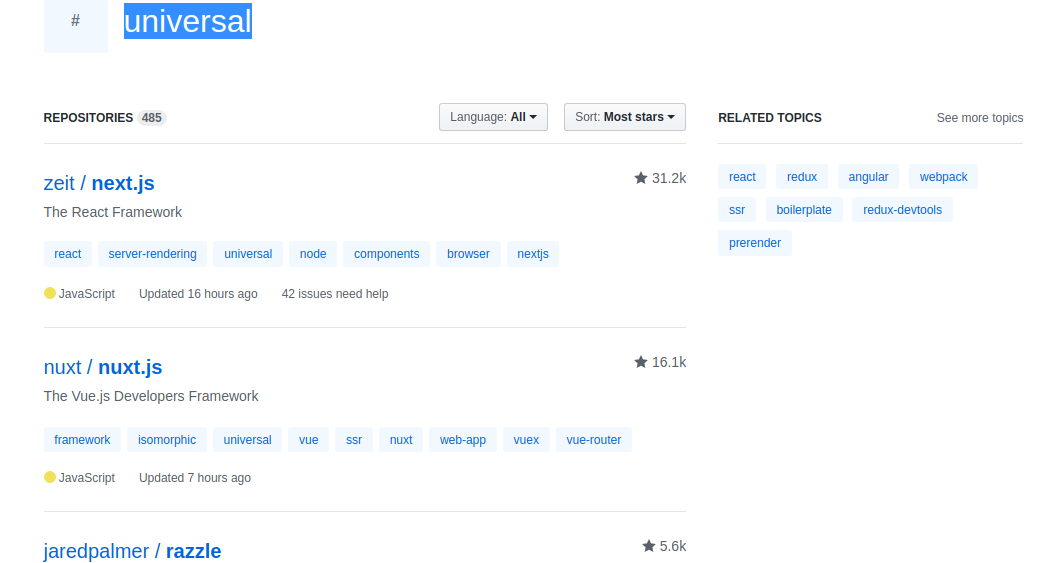 # universal
REPOSITORIES 485
Language: All
Sort: Most stars
zeit / next.js
31.2k
The React Framework
react server-rendering universal node components browser nextjs
JavaScript Updated 16 hours ago 42 issues need help
nuxt / nuxt.js
16.1k
The Vue.js Developers Framework
framework isomorphic universal vue ssr nuxt web-app vuex vue-router
JavaScript Updated 7 hours ago
jaredpalmer / razzle
5.6k
RELATED TOPICS
See more topics
react redux angular webpack
ssr boilerplate redux-devtools
prerender